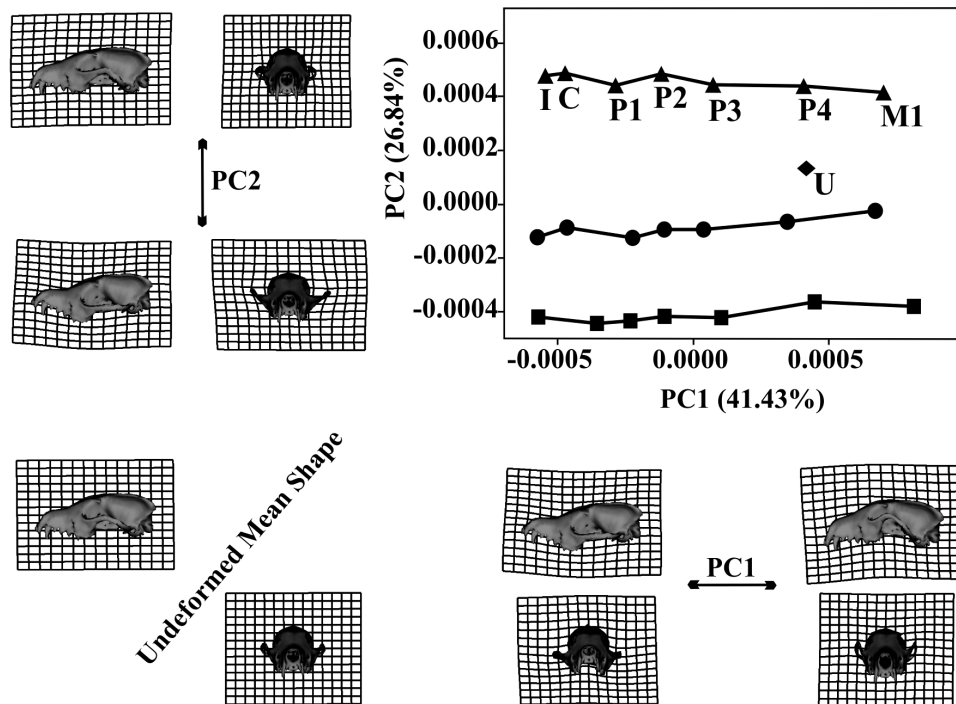 PC2
PC2 (26.84%)
0.0006
0.0004
0.0002
0.0000
-0.0002
-0.0004
I C P1 P2 P3 P4 M1
U
-0.0005 0.0000 0.0005
PC1 (41.43%)
Undeformed Mean Shape
PC1